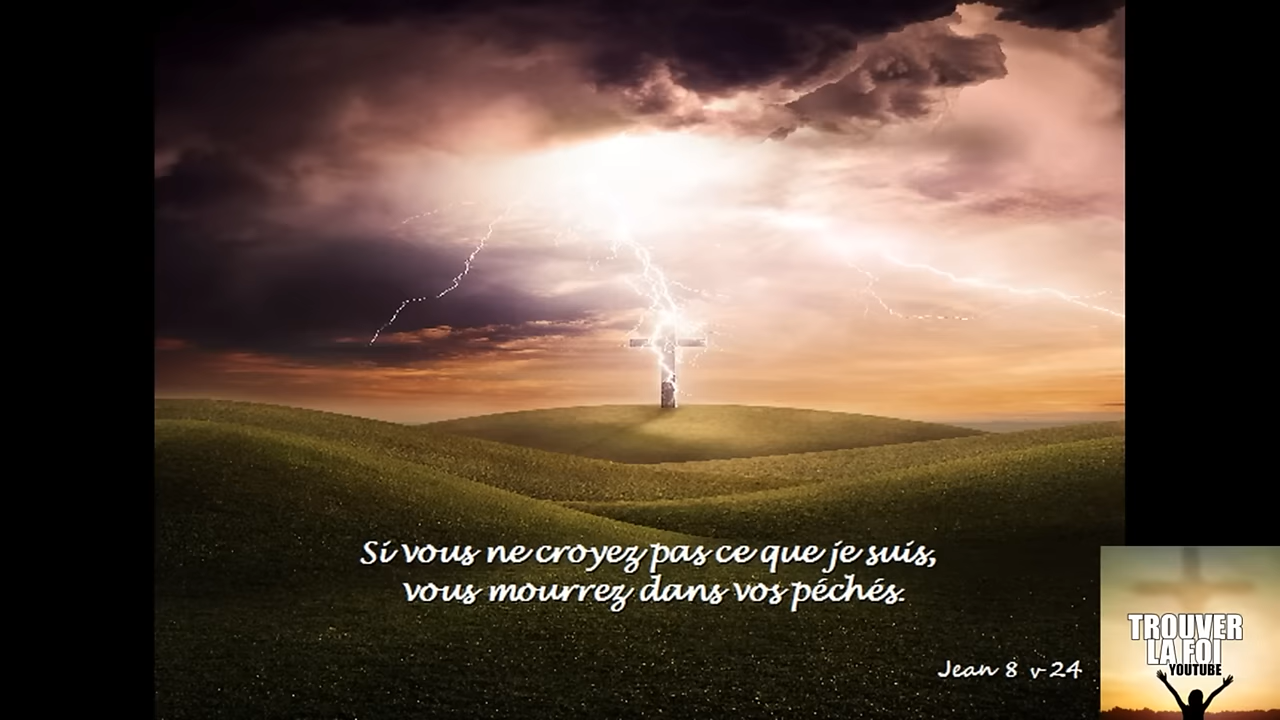 Si vous ne croyez pas ce que je suis,
vous mourrez dans vos péchés.
Jean 8 v 24
TROUVER
LA FOI
YOUTUBE